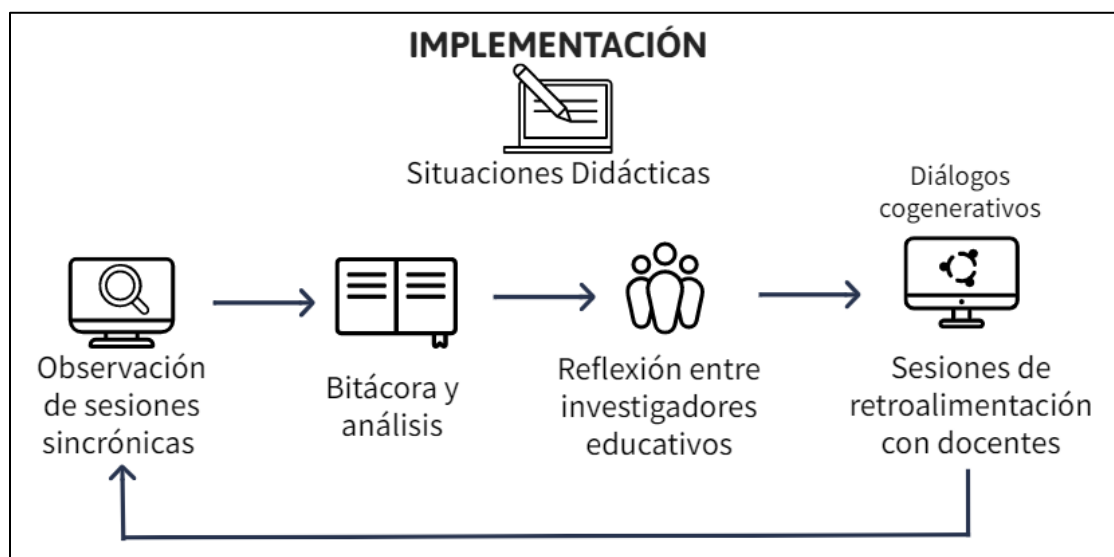 IMPLEMENTACIÓN
Situaciones Didácticas
Observación
de sesiones
sincrónicas
Bitácora y
análisis
Reflexión entre
investigadores
educativos
Diálogos
cogenerativos
Sesiones de
retroalimentación
con docentes